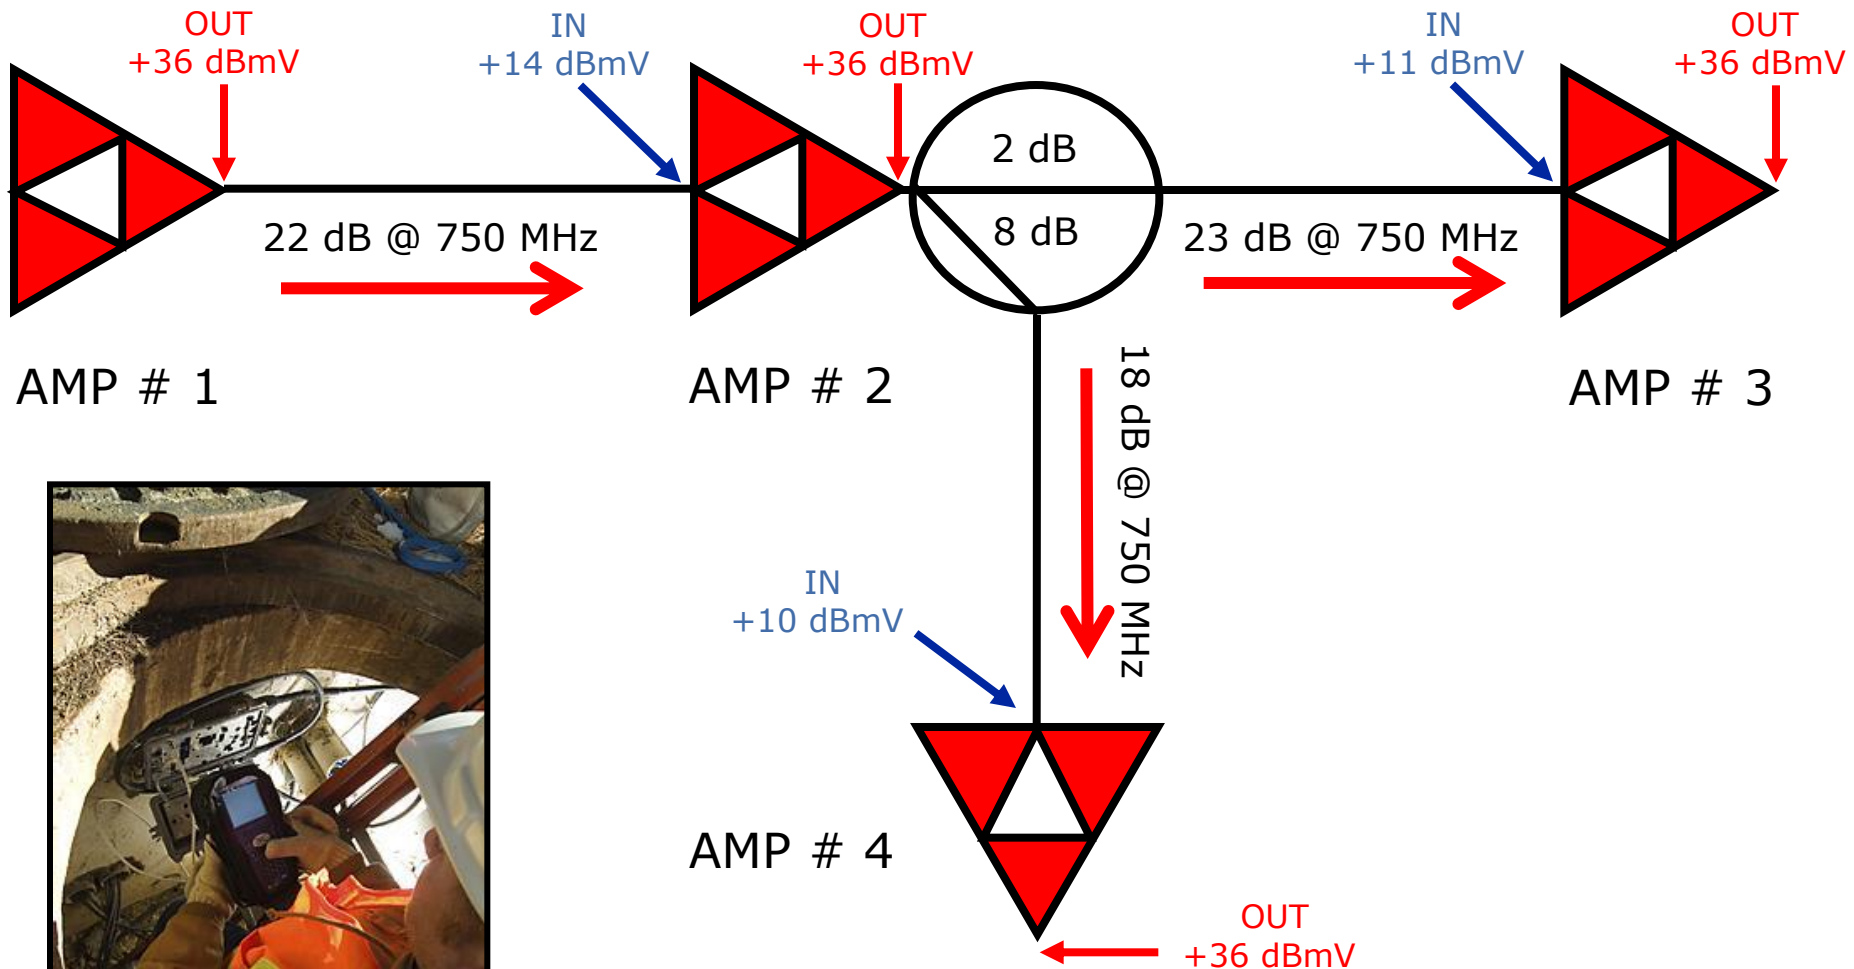 OUT
+36 dBmV
IN
+14 dBmV
OUT
+36 dBmV
IN
+11 dBmV
OUT
+36 dBmV
2 dB
8 dB
22 dB @ 750 MHz
23 dB @ 750 MHz
AMP # 1
AMP # 2
AMP # 3
18 dB @ 750 MHz
IN
+10 dBmV
AMP # 4
OUT
+36 dBmV